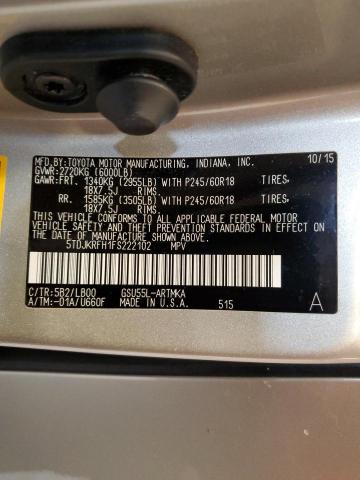 MFD.BY:TOYOTA MOTOR MANUFACTURING, INDIANA, INC. 10/15
GVWR:2720KG (6000LB)
GAWR:FRT. 1340KG (2955LB) WITH P245/60R18 TIRES,
18X7.5J RIMS
RR. 1585KG (3505LB) WITH P245/60R18 TIRES,
18X7.5J RIMS
THIS VEHICLE CONFORMS TO ALL APPLICABLE FEDERAL MOTOR
VEHICLE SAFETY AND THEFT PREVENTION STANDARDS IN EFFECT
ON THE DATE OF MANUFACTURE SHOWN ABOVE.
5TDJKRFH1FS222102 MPV
C/TR:5B2/LB00 GSU55L-ARTMKA
A/TM:-01A/U660F MADE IN U.S.A. 515 A